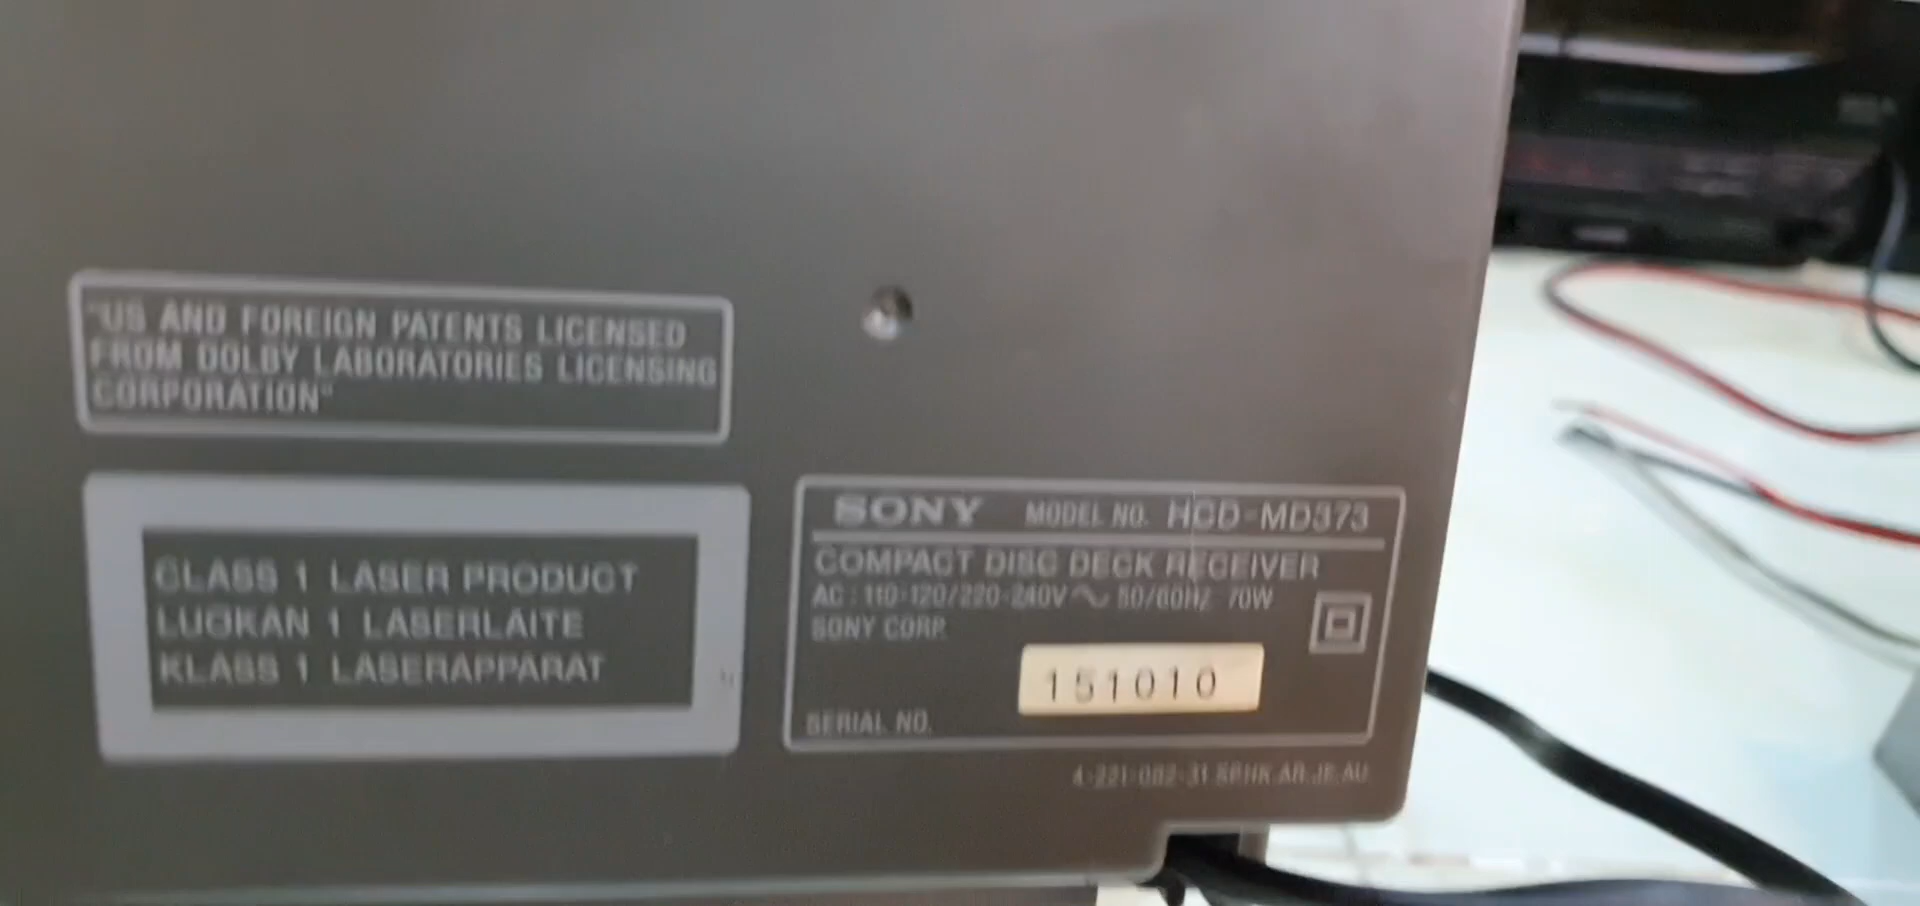 "US AND FOREIGN PATENTS LICENSED
FROM DOLBY LABORATORIES LICENSING
CORPORATION"
CLASS 1 LASER PRODUCT
LUOKAN 1 LASERLAITE
KLASS 1 LASERAPPARAT
SONY MODEL NO. HCD-MD373
COMPACT DISC DECK RECEIVER
AC : 110-120/220-240V ~ 50/60Hz 70W
SONY CORP.
151010
SERIAL NO.